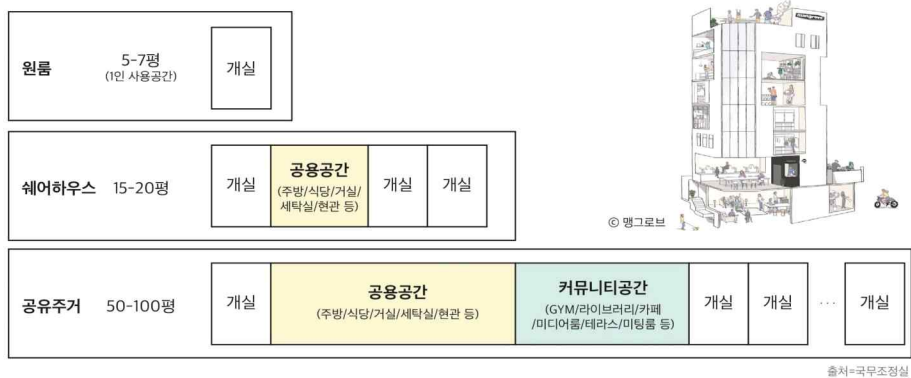 원룸
5-7평
(1인 사용공간)
개실
쉐어하우스
15-20평
개실
공용공간
(주방/식당/거실/
세탁실/현관 등)
개실
개실
ⓒ 맹그로브
공유주거
50-100평
개실
공용공간
(주방/식당/거실/세탁실/현관 등)
커뮤니티공간
(GYM/라이브러리/카페
/미디어룸/테라스/미팅룸 등)
개실
개실
...
개실
출처=국무조정실